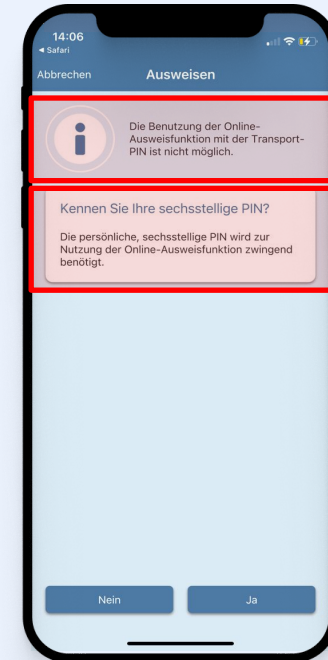 14:06
◀ Safari
Abbrechen
Ausweisen
Die Benutzung der Online-
Ausweisfunktion mit der Transport-
PIN ist nicht möglich.
Kennen Sie Ihre sechsstellige PIN?
Die persönliche, sechsstellige PIN wird zur
Nutzung der Online-Ausweisfunktion zwingend
benötigt.
Nein
Ja